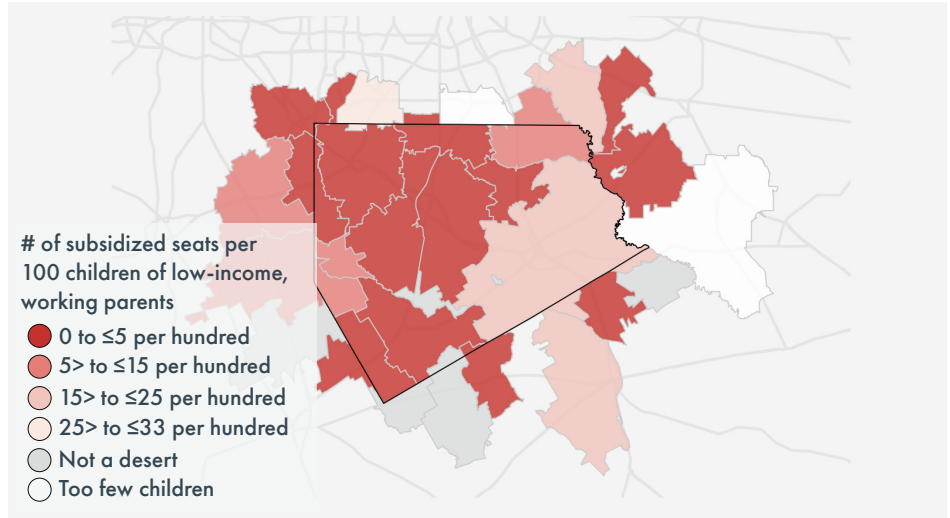 # of subsidized seats per
100 children of low-income,
working parents
0 to ≤5 per hundred
5> to ≤15 per hundred
15> to ≤25 per hundred
25> to ≤33 per hundred
Not a desert
Too few children